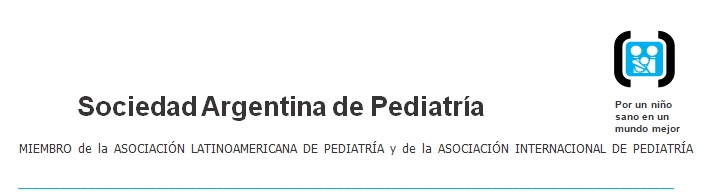 Sociedad Argentina de Pediatría
Por un niño
sano en un
mundo mejor
MIEMBRO de la ASOCIACIÓN LATINOAMERICANA DE PEDIATRÍA y de la ASOCIACIÓN INTERNACIONAL DE PEDIATRÍA